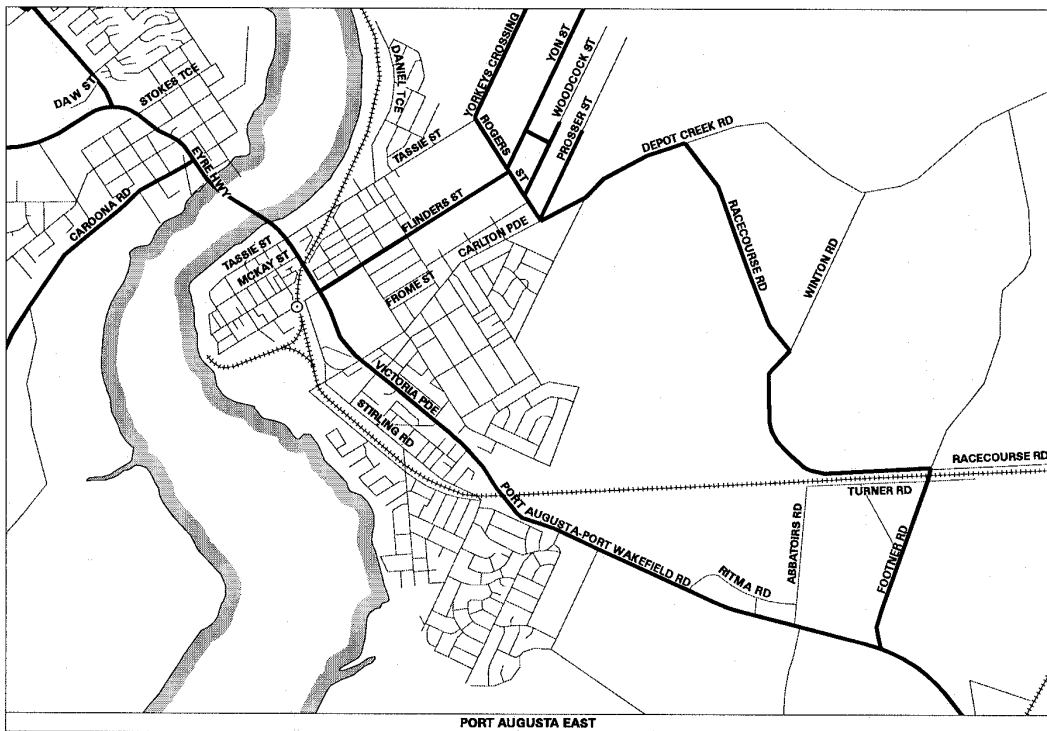 DAW ST
STOKES TCE
DANIEL TCE
YORKEYS CROSSING
YON ST
WOODCOCK ST
PROSSER ST
ROGERS ST
DEPOT CREEK RD
TASSIE ST
EYRE HWY
CAROONA RD
FLINDERS ST
CARLTON PDE
RACECOURSE RD
WINTON RD
TASSIE ST
MCKAY ST
FROME ST
VICTORIA PDE
STIRLING RD
RACECOURSE RD
TURNER RD
PORT AUGUSTA-PORT WAKEFIELD RD
ABBATOIRS RD
RITMA RD
FOOTNER RD
PORT AUGUSTA EAST